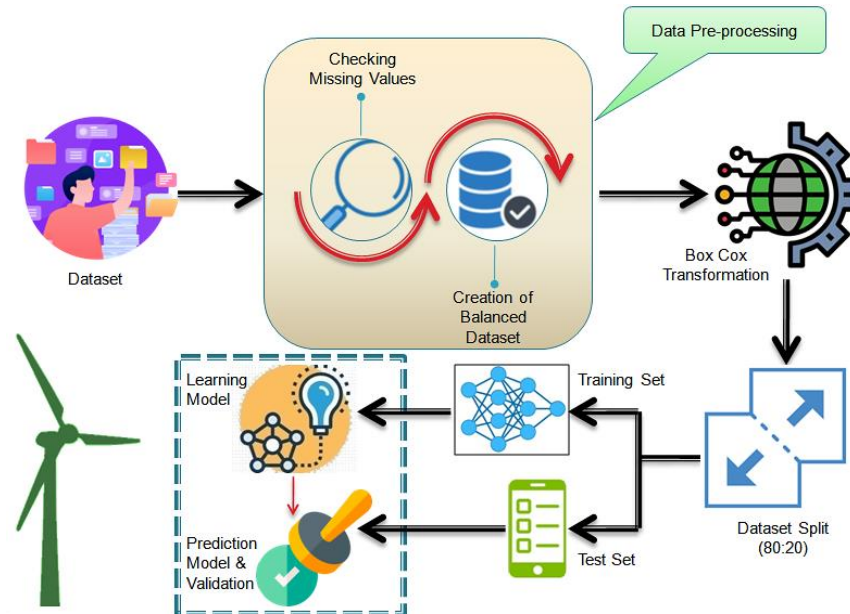 Data Pre-processing
Checking
Missing Values
Dataset
Creation of
Balanced
Dataset
Box Cox
Transformation
Learning
Model
Training Set
Prediction
Model &
Validation
Test Set
Dataset Split
(80:20)